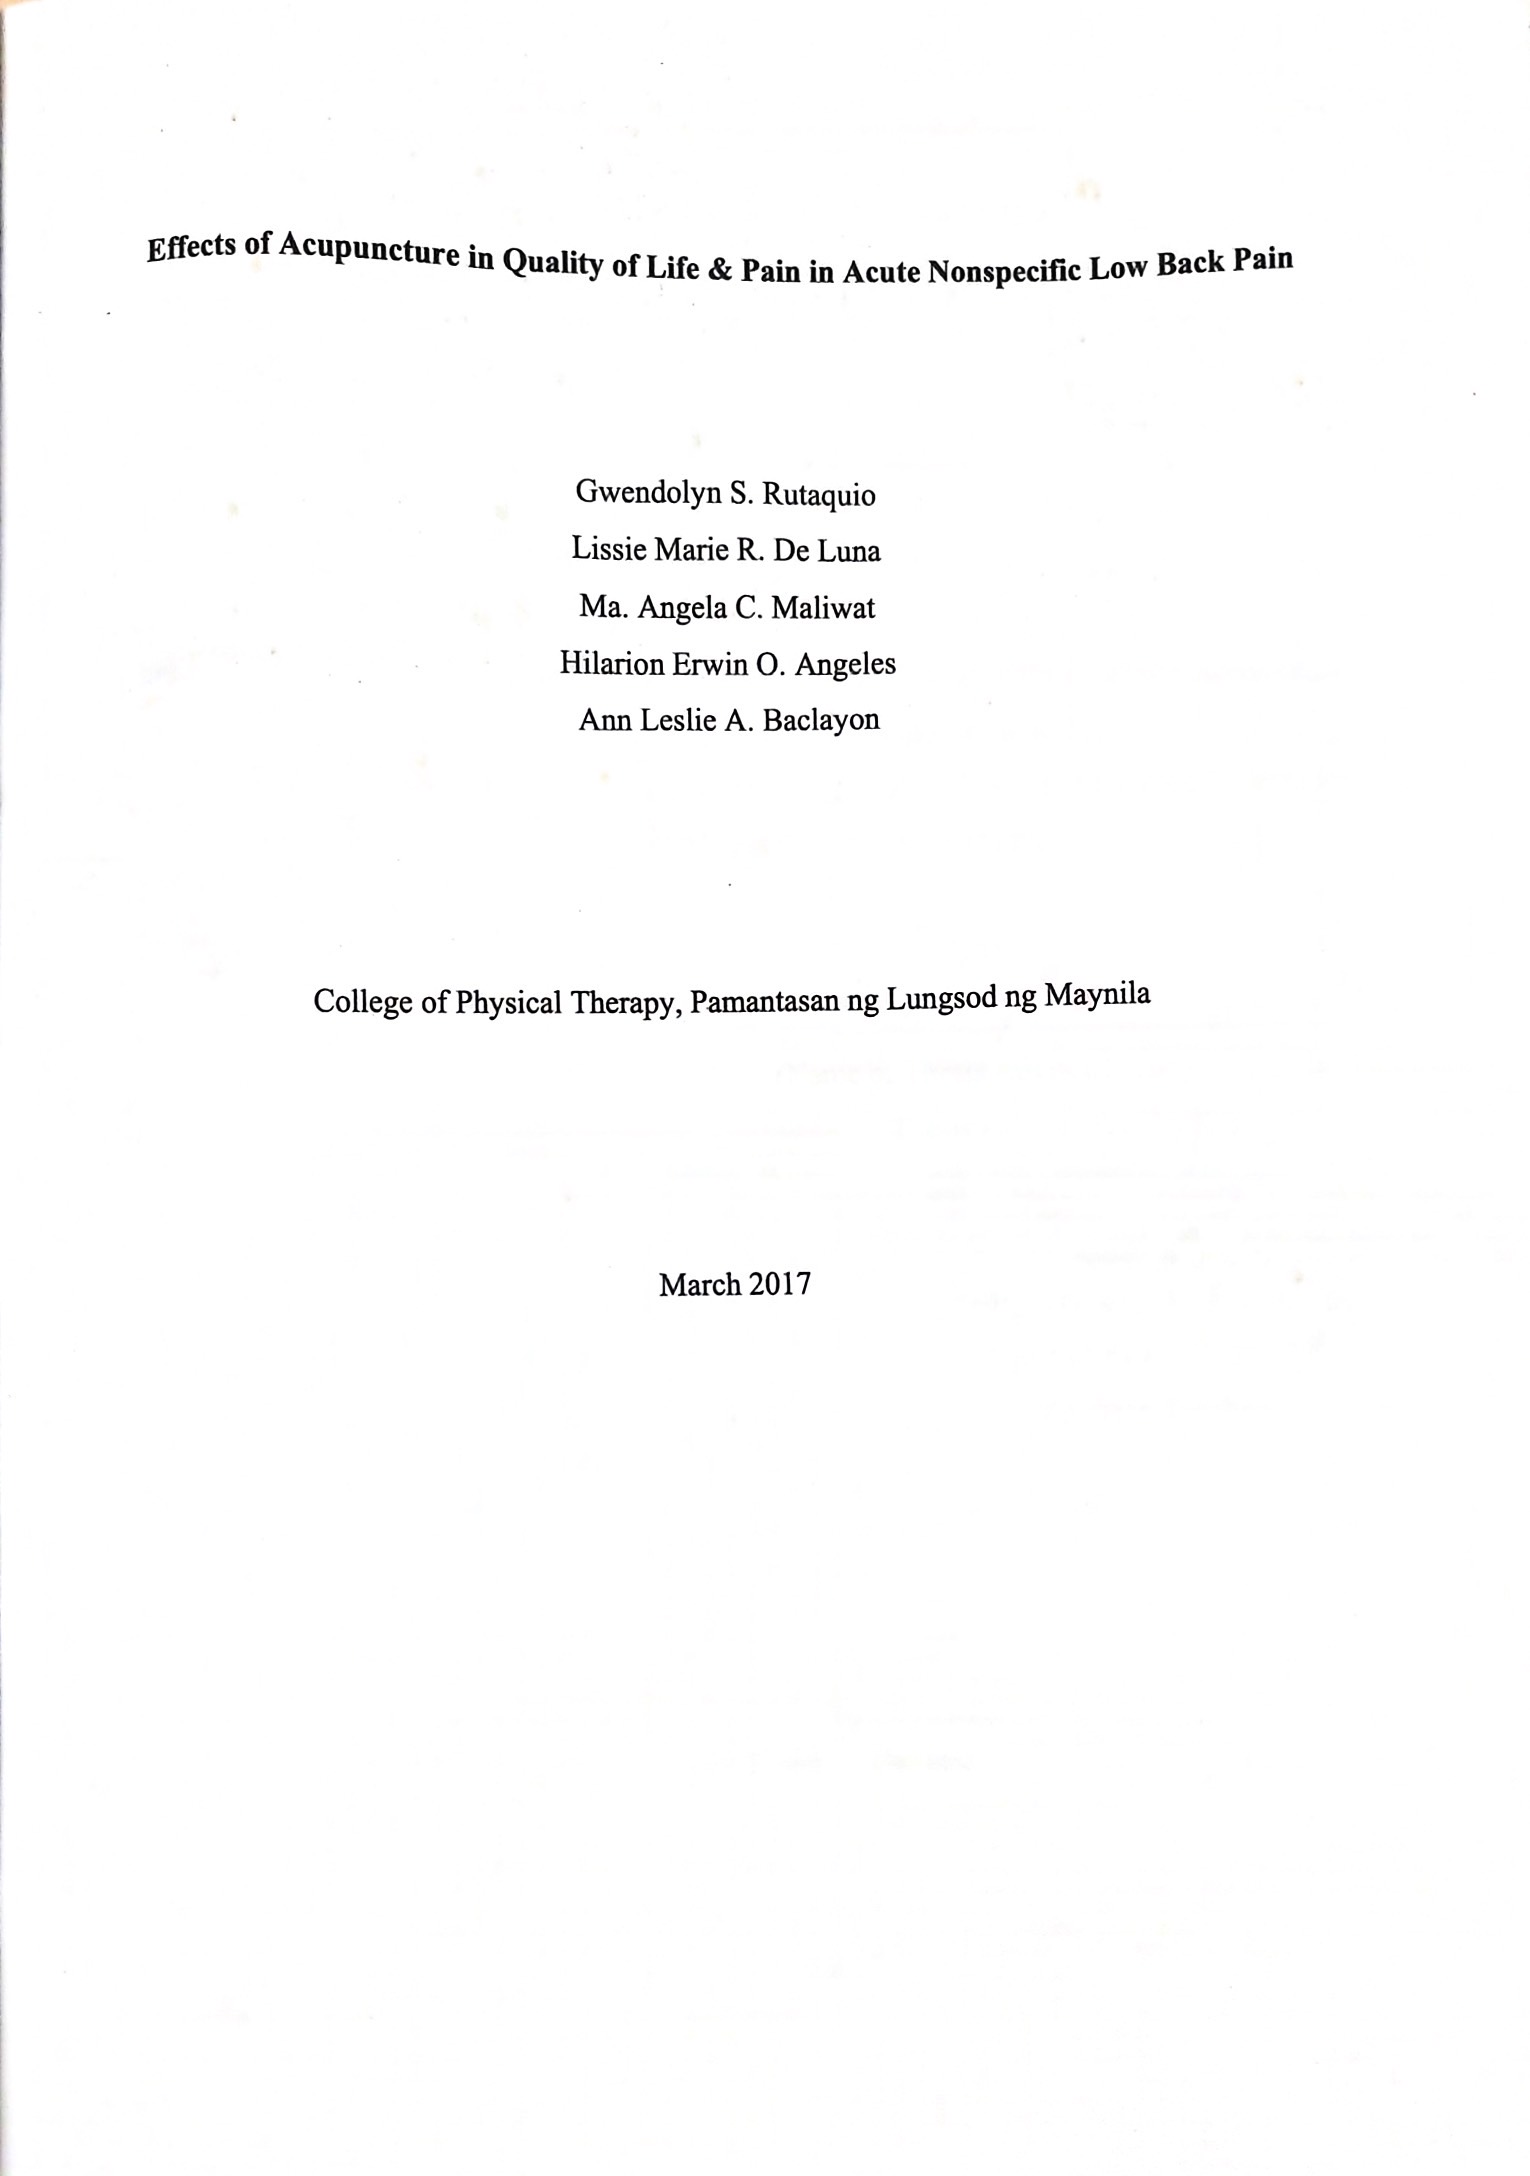 Effects of Acupuncture in Quality of Life & Pain in Acute Nonspecific Low Back Pain
Gwendolyn S. Rutaquio
Lissie Marie R. De Luna
Ma. Angela C. Maliwat
Hilarion Erwin O. Angeles
Ann Leslie A. Baclayon
College of Physical Therapy, Pamantasan ng Lungsod ng Maynila
March 2017